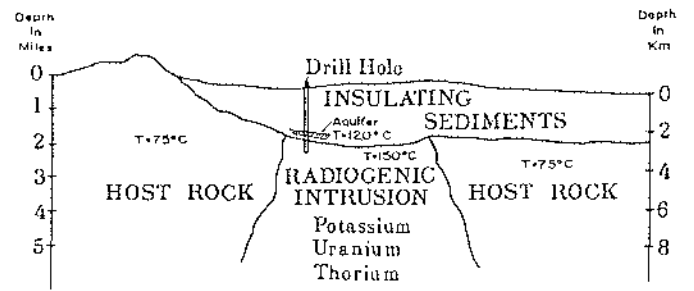 Depth
in
Miles
0
1
2
3
4
5
Depth
in
Km
0
2
4
6
8
Drill Hole
INSULATING
SEDIMENTS
Aquifer
T=120°C
T=75°C
T=150°C
T=75°C
HOST ROCK
RADIOGENIC
INTRUSION
HOST ROCK
Potassium
Uranium
Thorium